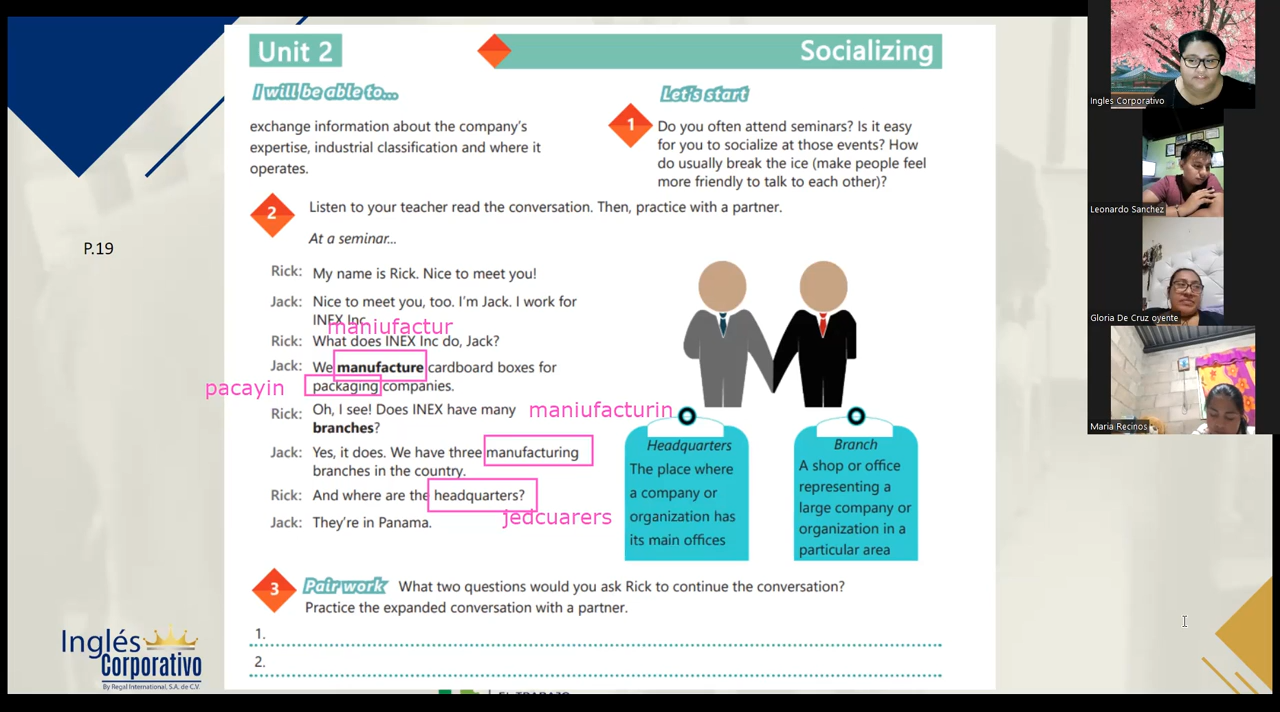 Unit 2
Socializing
I will be able to...
exchange information about the company's
expertise, industrial classification and where it
operates.
Let's start
1
Do you often attend seminars? Is it easy
for you to socialize at those events? How
do usually break the ice (make people feel
more friendly to talk to each other)?
2
Listen to your teacher read the conversation. Then, practice with a partner.
At a seminar...
P.19
Rick: My name is Rick. Nice to meet you!
Jack: Nice to meet you, too. I'm Jack. I work for
INEX Inc.
maniufactur
Rick: What does INEX Inc do, Jack?
Jack: We manufacture cardboard boxes for
pacayin
packaging companies.
Rick: Oh, I see! Does INEX have many
branches?
maniufacturin
Jack: Yes, it does. We have three manufacturing
branches in the country.
Rick: And where are the headquarters?
jedcuarers
Jack: They're in Panama.
Headquarters
The place where
a company or
organization has
its main offices
Branch
A shop or office
representing a
large company or
organization in a
particular area
3
Pair work What two questions would you ask Rick to continue the conversation?
Practice the expanded conversation with a partner.
1.
2.
EL TRABAJO
Inglés
Corporativo
By Regal International, S.A. de C.V.
Ingles Corporativo
Leonardo Sanchez
Gloria De Cruz oyente
Maria Recinos